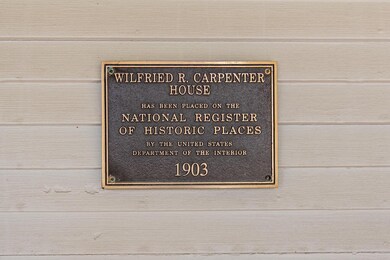 WILFRIED R. CARPENTER
HOUSE
HAS BEEN PLACED ON THE
NATIONAL REGISTER
OF HISTORIC PLACES
BY THE UNITED STATES
DEPARTMENT OF THE INTERIOR
1903